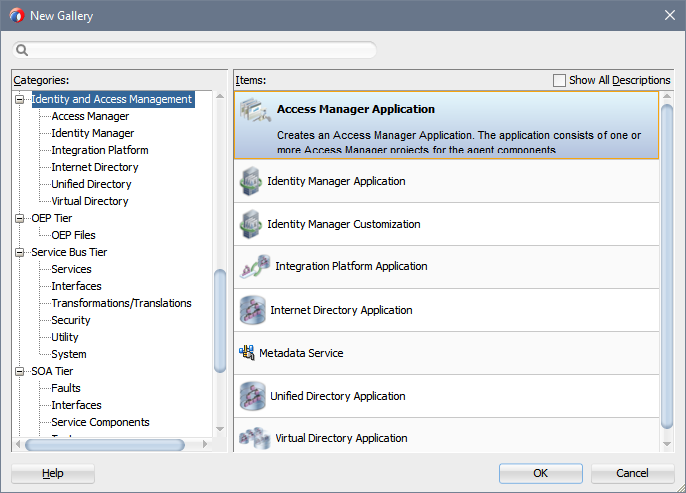 New Gallery
Categories:
Identity and Access Management
Access Manager
Identity Manager
Integration Platform
Internet Directory
Unified Directory
Virtual Directory
OEP Tier
OEP Files
Service Bus Tier
Services
Interfaces
Transformations/Translations
Security
Utility
System
SOA Tier
Faults
Interfaces
Service Components
Items:
Show All Descriptions
Access Manager Application
Creates an Access Manager Application. The application consists of one or
more Access Manager projects for the agent components.
Identity Manager Application
Identity Manager Customization
Integration Platform Application
Internet Directory Application
Metadata Service
Unified Directory Application
Virtual Directory Application
Help
OK
Cancel